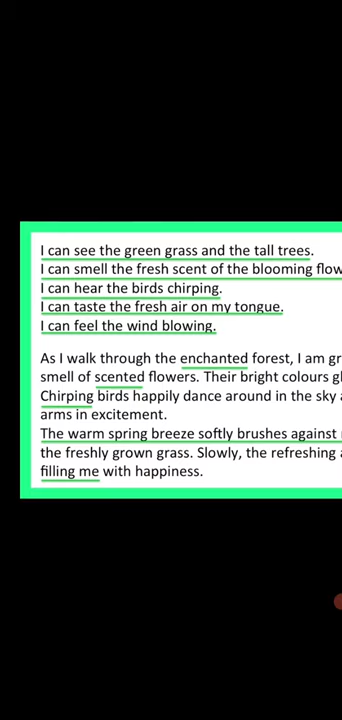 I can see the green grass and the tall trees.
I can smell the fresh scent of the blooming
I can hear the birds chirping.
I can taste the fresh air on my tongue.
I can feel the wind blowing.
As I walk through the enchanted forest, I am
smell of scented flowers. Their bright colours
Chirping birds happily dance around in the sky
arms in excitement.
The warm spring breeze softly brushes against
the freshly grown grass. Slowly, the refreshing
filling me with happiness.